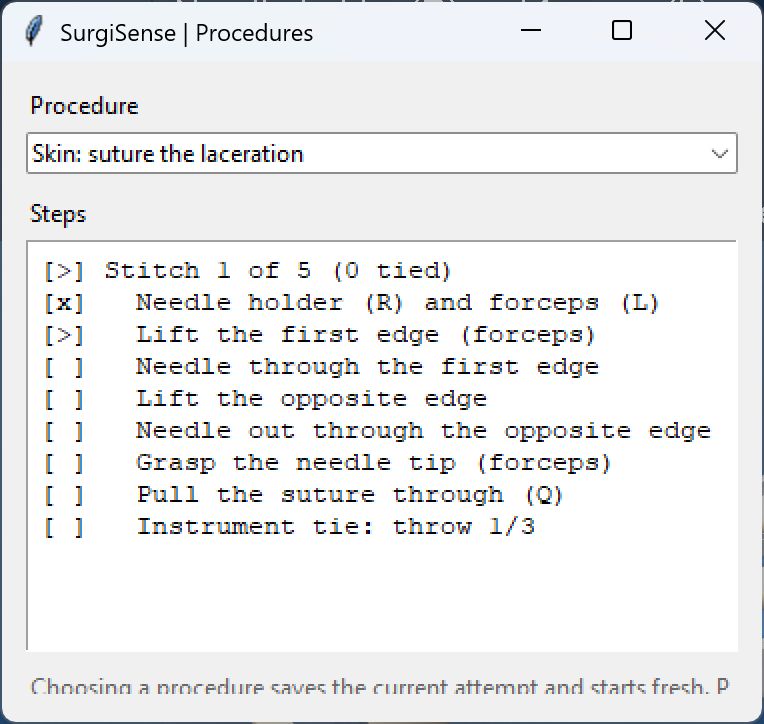 SurgiSense | Procedures
Procedure
Skin: suture the laceration
Steps
[>] Stitch 1 of 5 (0 tied)
[x]   Needle holder (R) and forceps (L)
[>]   Lift the first edge (forceps)
[ ]   Needle through the first edge
[ ]   Lift the opposite edge
[ ]   Needle out through the opposite edge
[ ]   Grasp the needle tip (forceps)
[ ]   Pull the suture through (Q)
[ ]   Instrument tie: throw 1/3
Choosing a procedure saves the current attempt and starts fresh. P